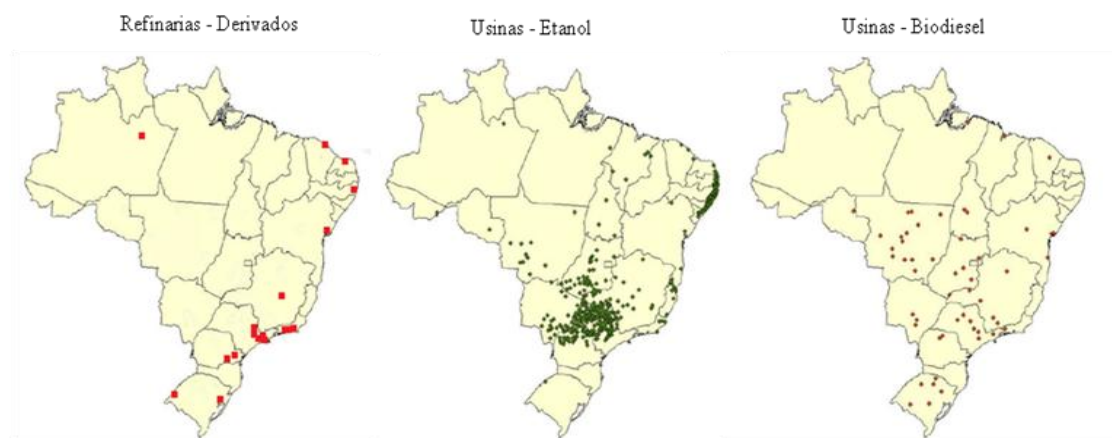 Refinarias - Derivados
Usinas - Etanol
Usinas - Biodiesel